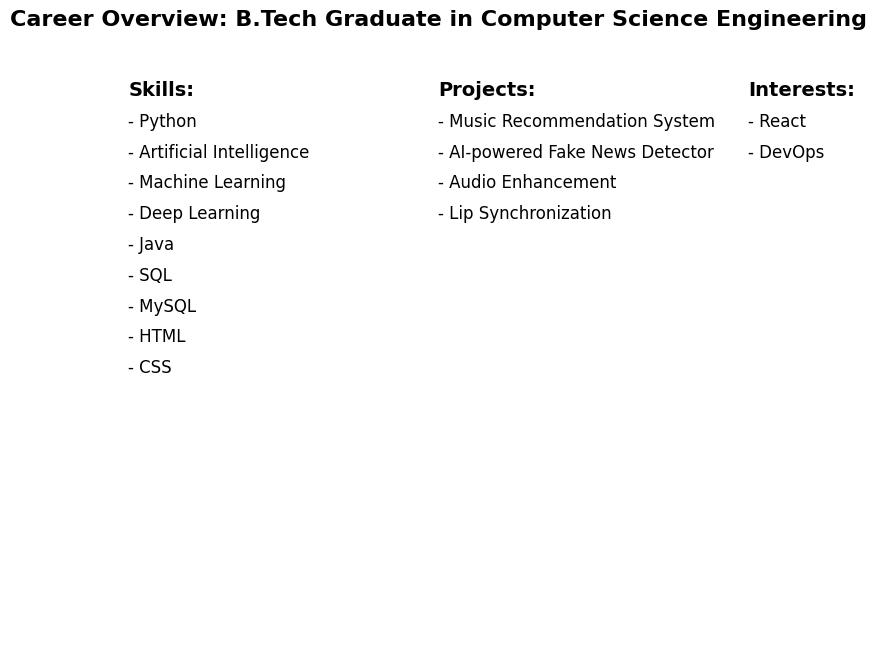 Career Overview: B.Tech Graduate in Computer Science Engineering
Skills:
- Python
- Artificial Intelligence
- Machine Learning
- Deep Learning
- Java
- SQL
- MySQL
- HTML
- CSS
Projects:
- Music Recommendation System
- AI-powered Fake News Detector
- Audio Enhancement
- Lip Synchronization
Interests:
- React
- DevOps